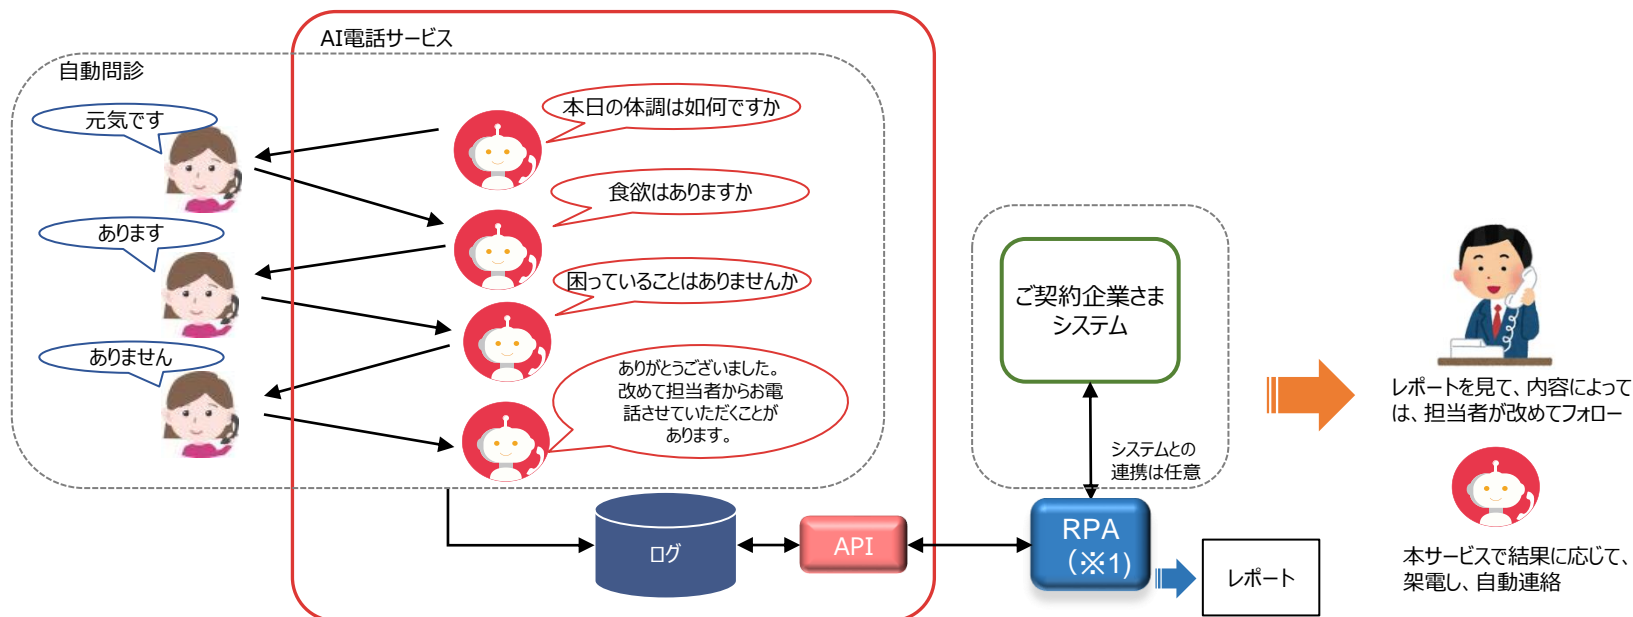 AI電話サービス
自動問診
本日の体調は如何ですか
元気です
食欲はありますか
あります
困っていることはありませんか
ありません
ありがとうございました。
改めて担当者からお電
話させていただくことが
あります。
ログ
API
ご契約企業さま
システム
システムとの
連携は任意
RPA
(※1)
レポート
レポートを見て、内容によって
は、担当者が改めてフォロー
本サービスで結果に応じて、
架電し、自動連絡